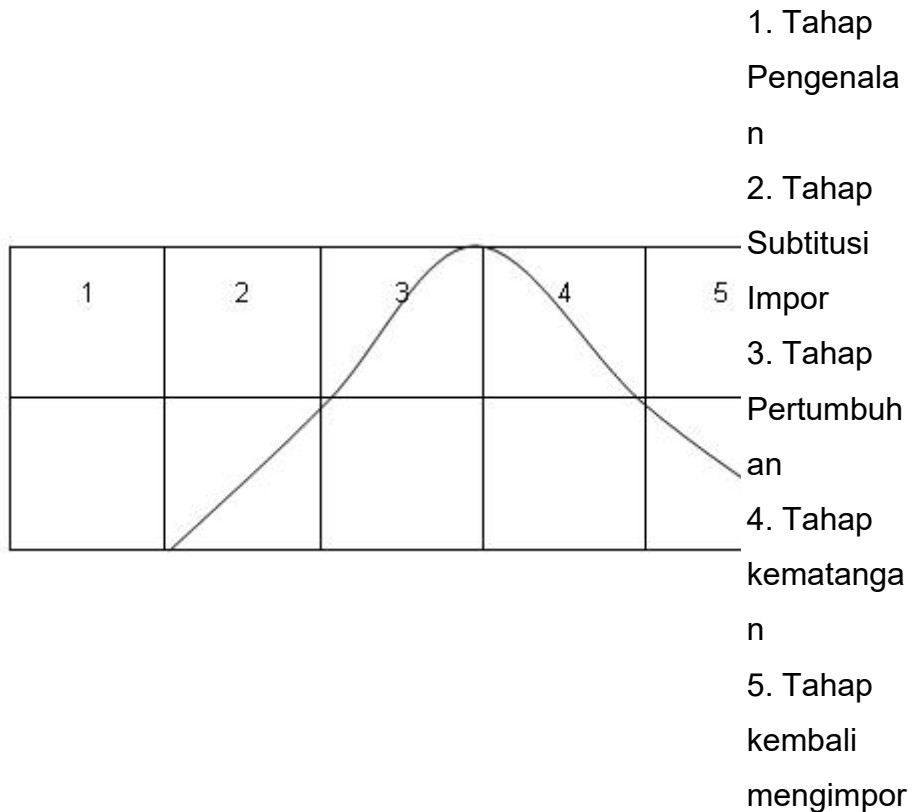 1. Tahap
Pengenala
n
2. Tahap
Subtitusi
Impor
3. Tahap
Pertumbuh
an
4. Tahap
kematanga
n
5. Tahap
kembali
mengimpor
1 2 3 4 5